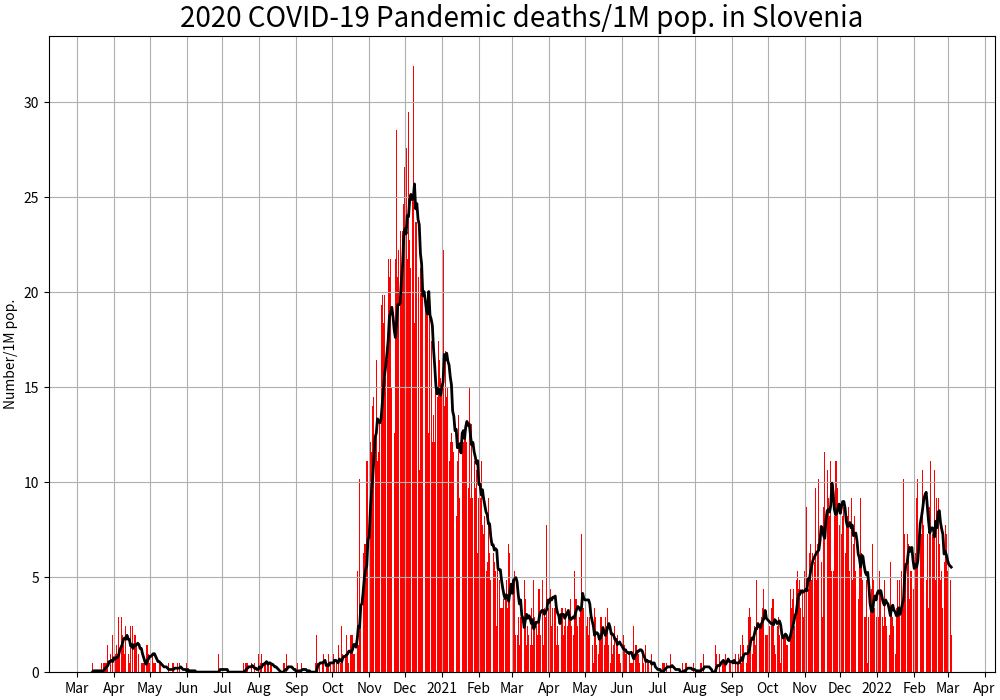 2020 COVID-19 Pandemic deaths/1M pop. in Slovenia
Number/1M pop.
30
25
20
15
10
5
0
Mar Apr May Jun Jul Aug Sep Oct Nov Dec 2021 Feb Mar Apr May Jun Jul Aug Sep Oct Nov Dec 2022 Feb Mar Apr